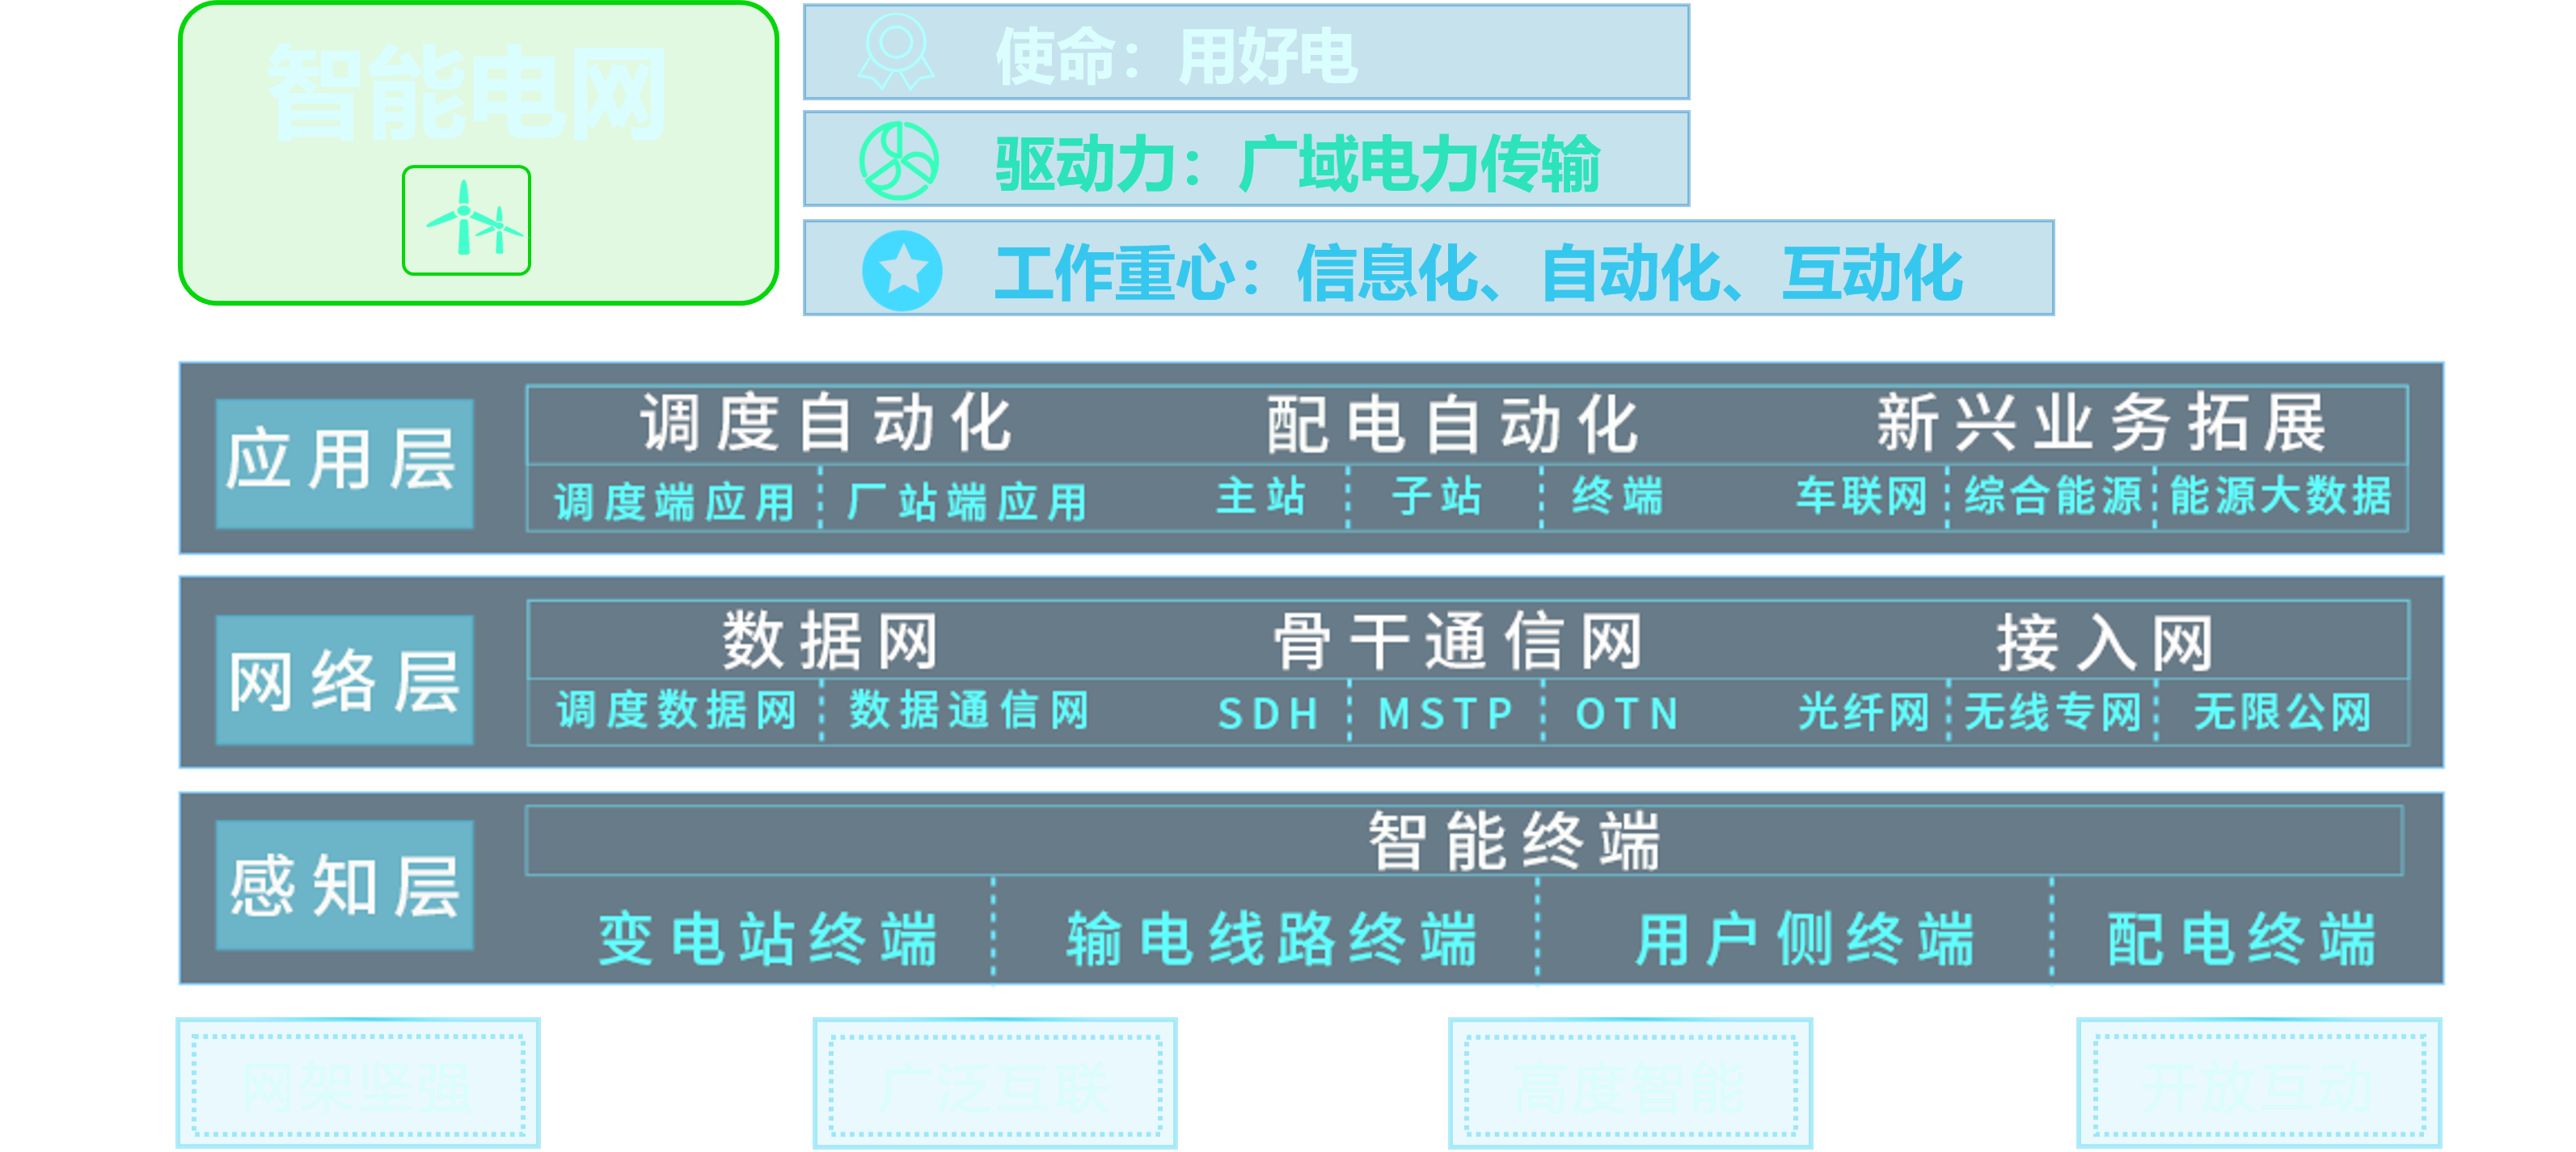 智能电网
使命：用好电
驱动力：广域电力传输
工作重心：信息化、自动化、互动化
应用层
调度自动化 配电自动化 新兴业务拓展
调度端应用 厂站端应用 主站 子站 终端 车联网 综合能源 能源大数据
网络层
数据网 骨干通信网 接入网
调度数据网 数据通信网 SDH MSTP OTN 光纤网 无线专网 无限公网
感知层
智能终端
变电站终端 输电线路终端 用户侧终端 配电终端
网架坚强 广泛互联 高度智能 开放互动